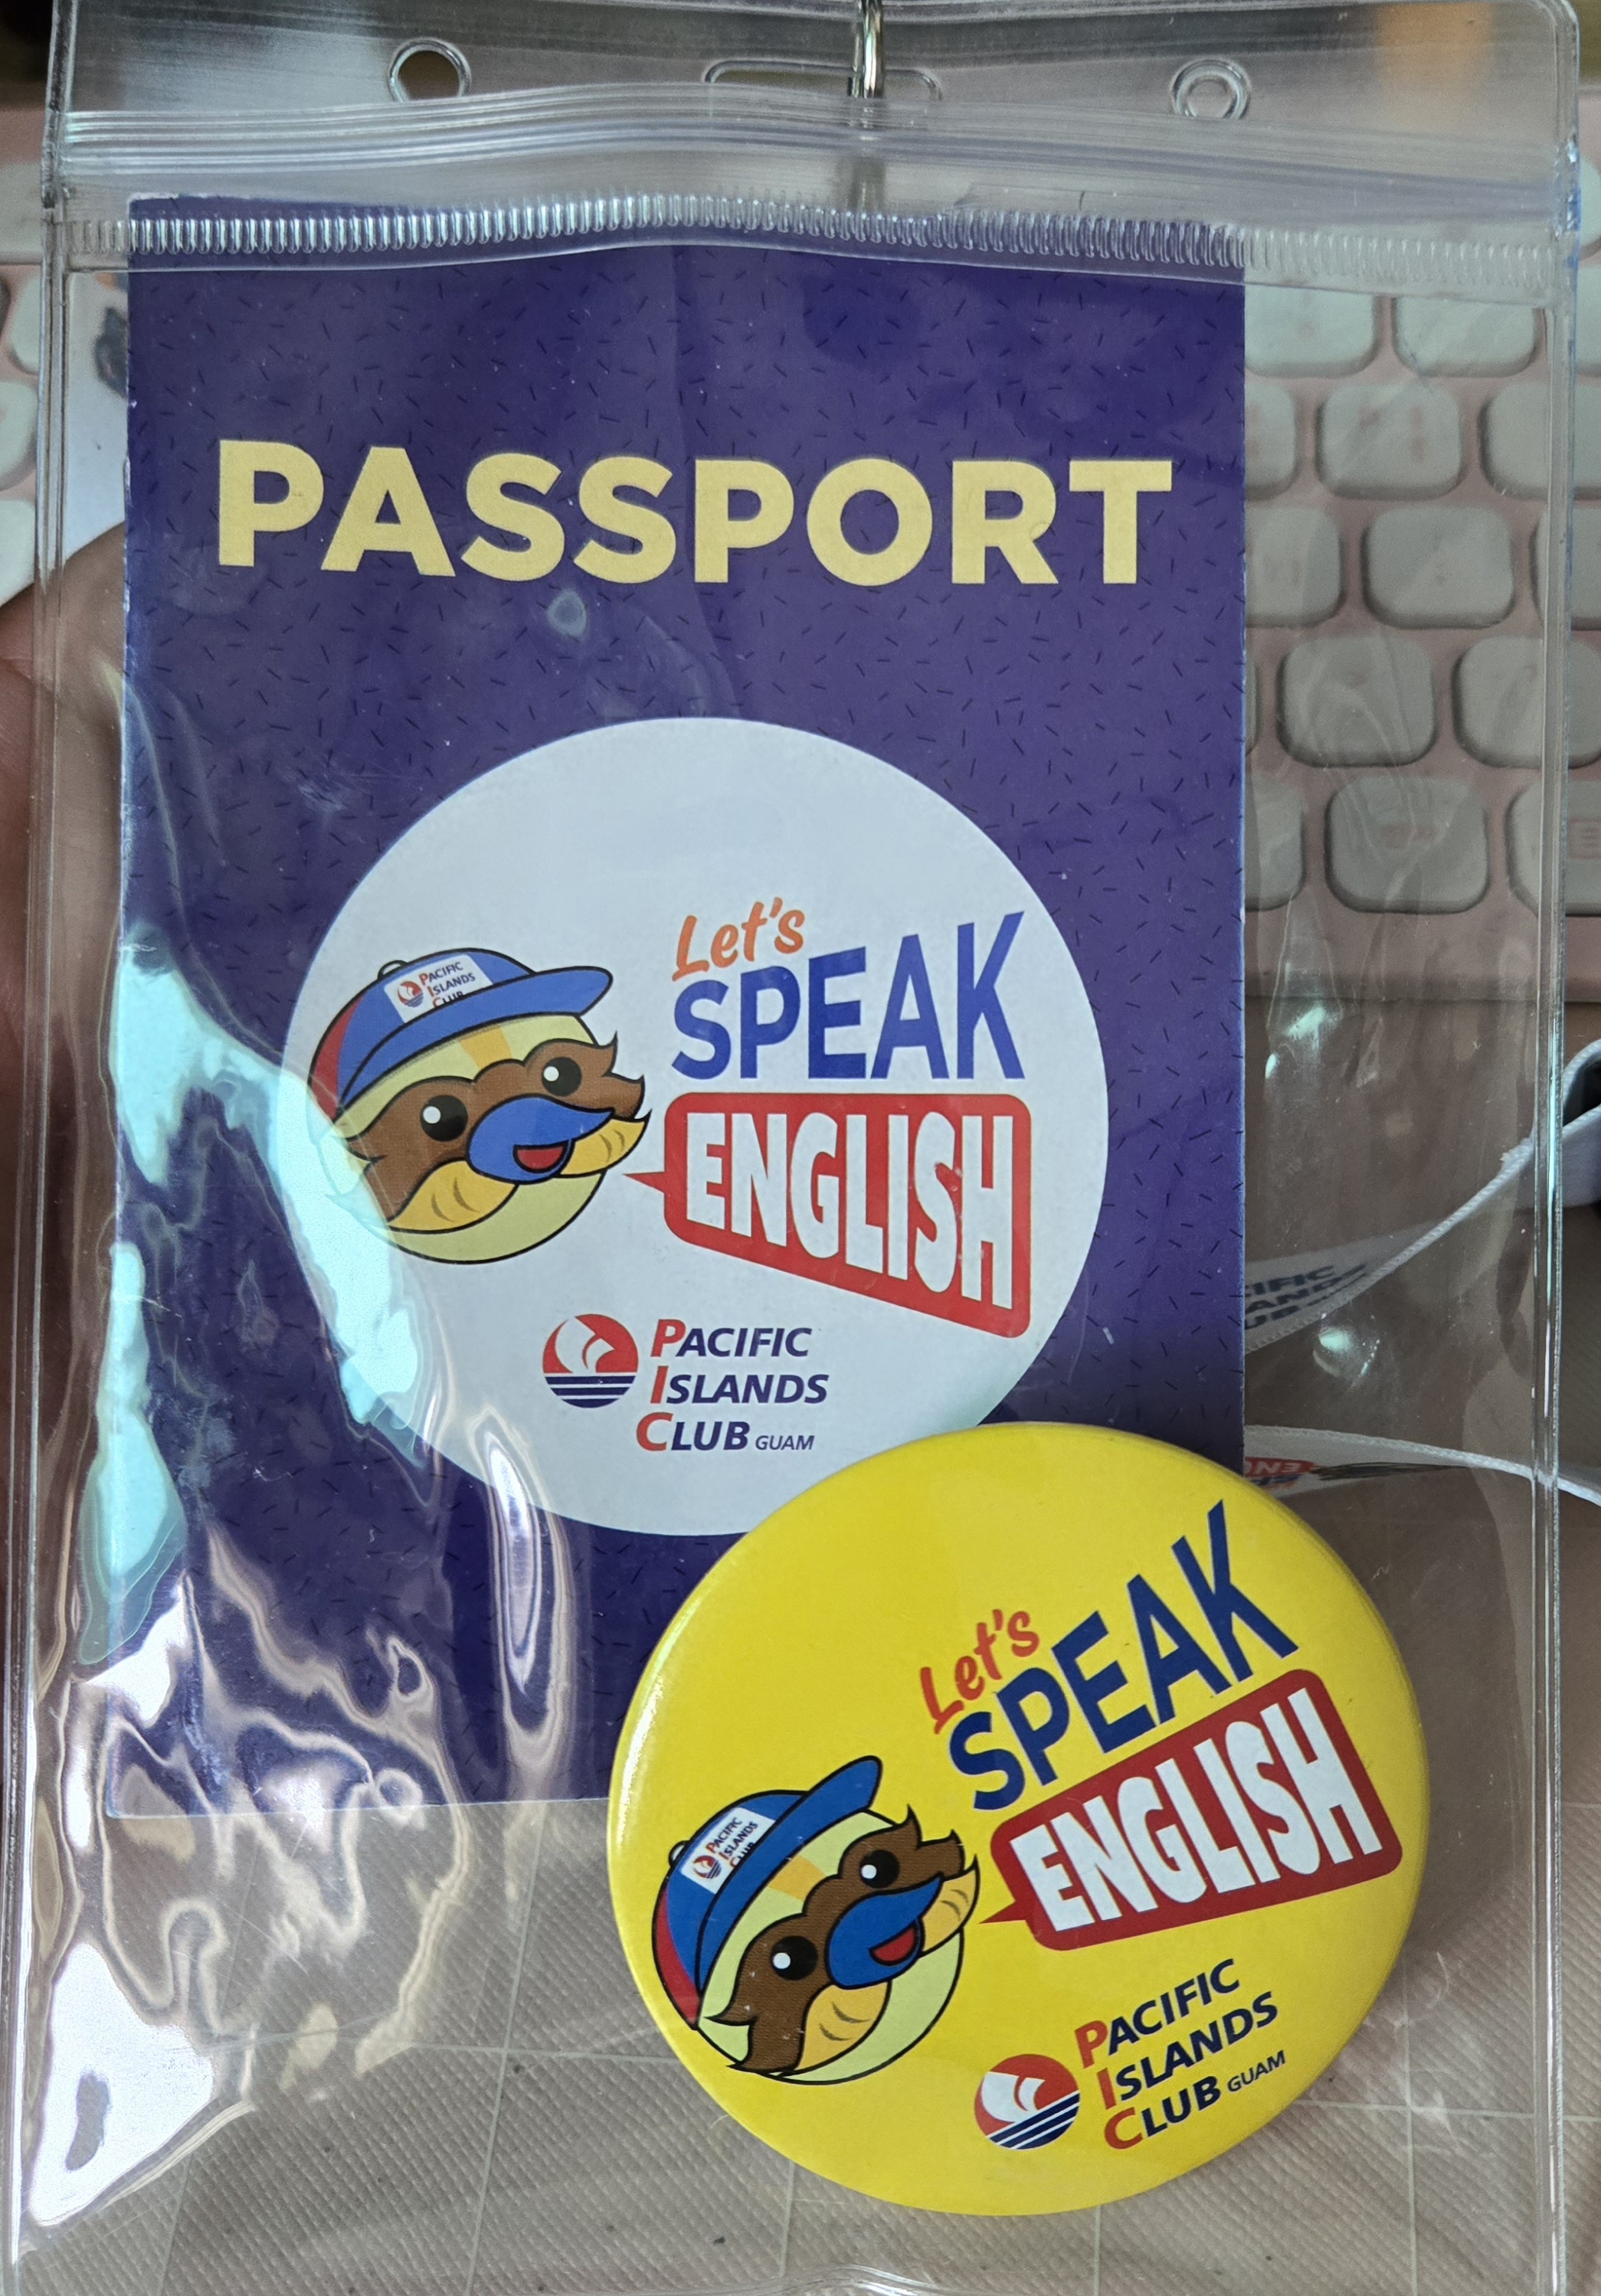 PASSPORT
Let's
SPEAK
ENGLISH
PACIFIC
ISLANDS
CLUB
PACIFIC
ISLANDS
CLUB GUAM
Let's
SPEAK
ENGLISH
PACIFIC
ISLANDS
CLUB
PACIFIC
ISLANDS
CLUB GUAM